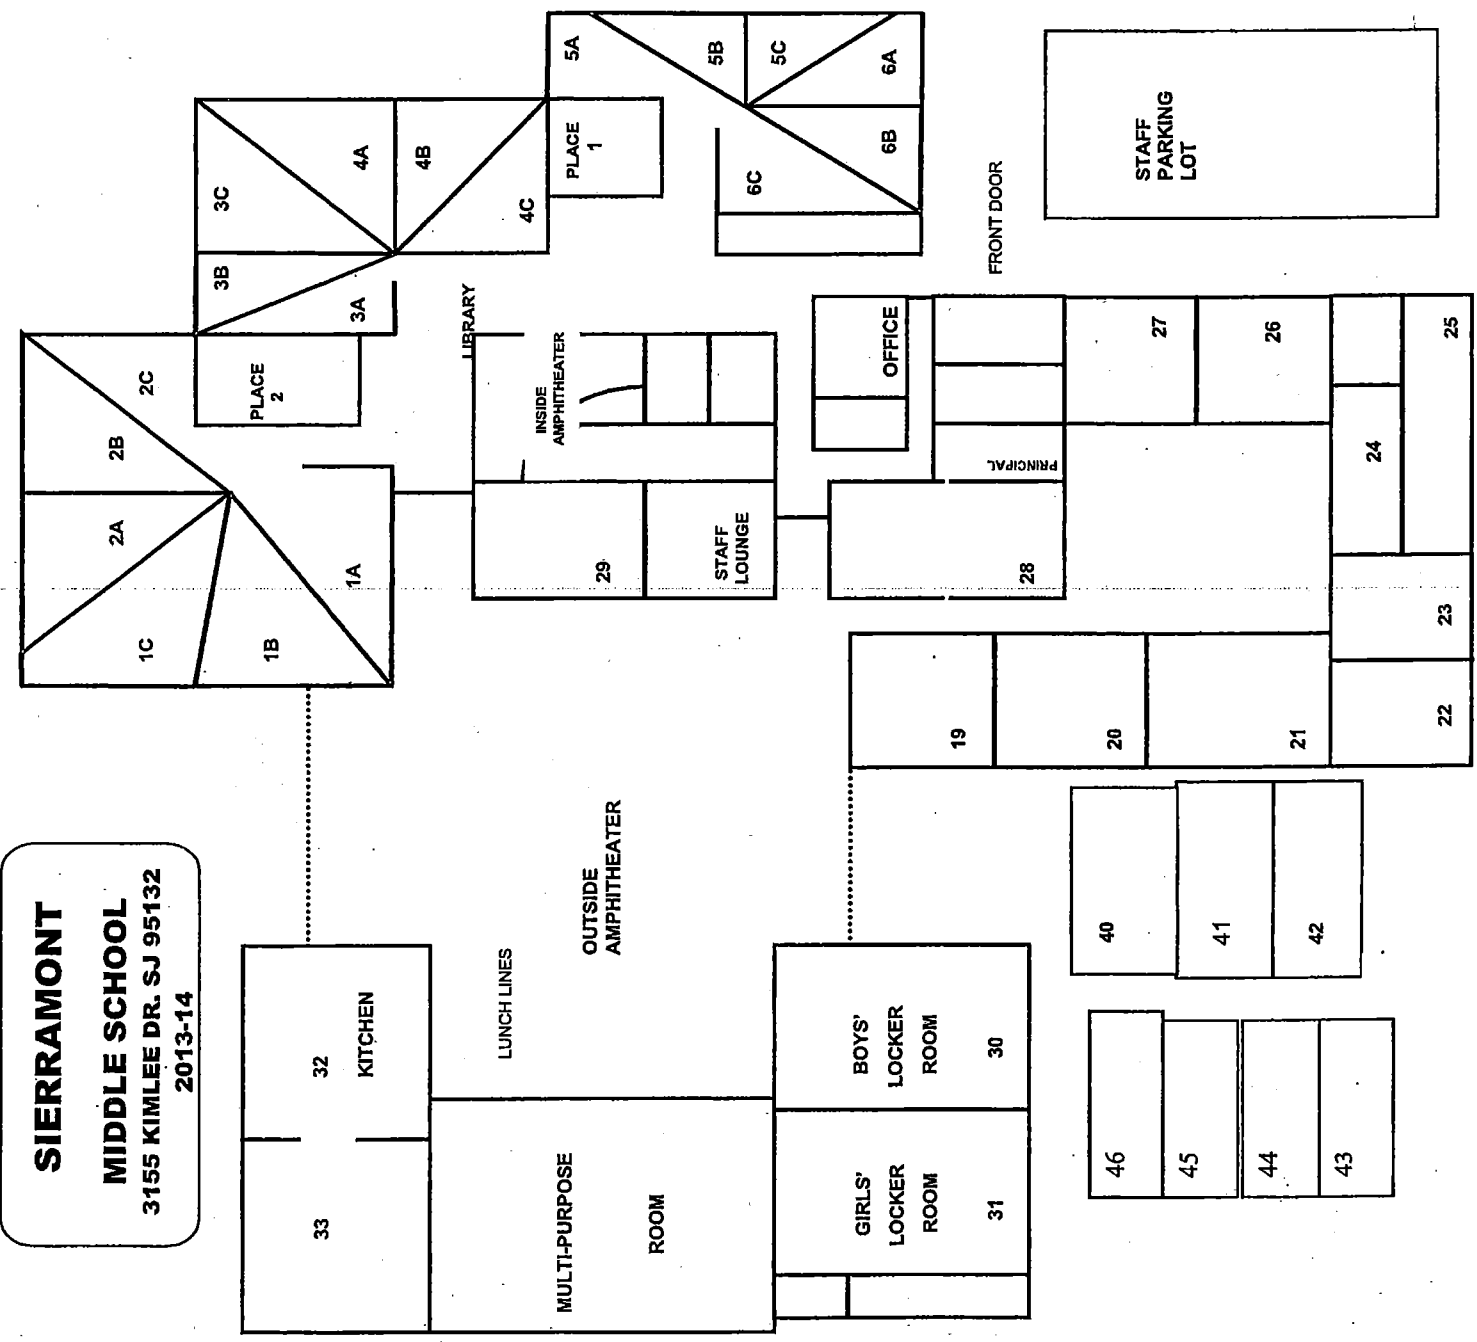 SIERRAMONT
MIDDLE SCHOOL
3155 KIMLEE DR. SJ 95132
2013-14
33
32
KITCHEN
MULTI-PURPOSE
ROOM
LUNCH LINES
OUTSIDE
AMPHITHEATER
GIRLS'
LOCKER
ROOM
31
BOYS'
LOCKER
ROOM
30
46
45
44
43
40
41
42
1C
1B
1A
2A
2B
2C
PLACE
2
3B
3A
3C
4A
4B
4C
5A
PLACE
1
5B
5C
6A
6B
6C
LIBRARY
INSIDE
AMPHITHEATER
29
STAFF
LOUNGE
28
PRINCIPAL
OFFICE
FRONT DOOR
STAFF
PARKING
LOT
19
20
21
22
23
24
25
26
27